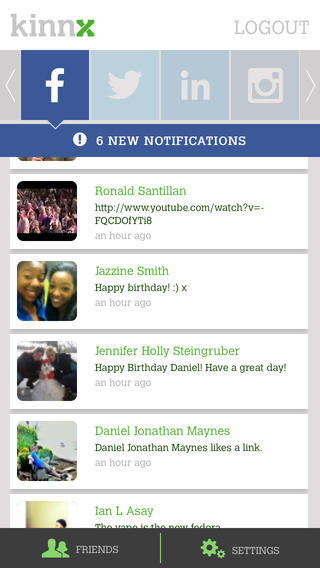 kinnx
LOGOUT
f
in
6 NEW NOTIFICATIONS
Ronald Santillan
http://www.youtube.com/watch?v=-
FQCDOfYTi8
an hour ago
Jazzine Smith
Happy birthday! :) x
an hour ago
Jennifer Holly Steingruber
Happy Birthday Daniel! Have a great day!
an hour ago
Daniel Jonathan Maynes
Daniel Jonathan Maynes likes a link.
an hour ago
Ian L Asay
The vape is the new fedora
FRIENDS
SETTINGS